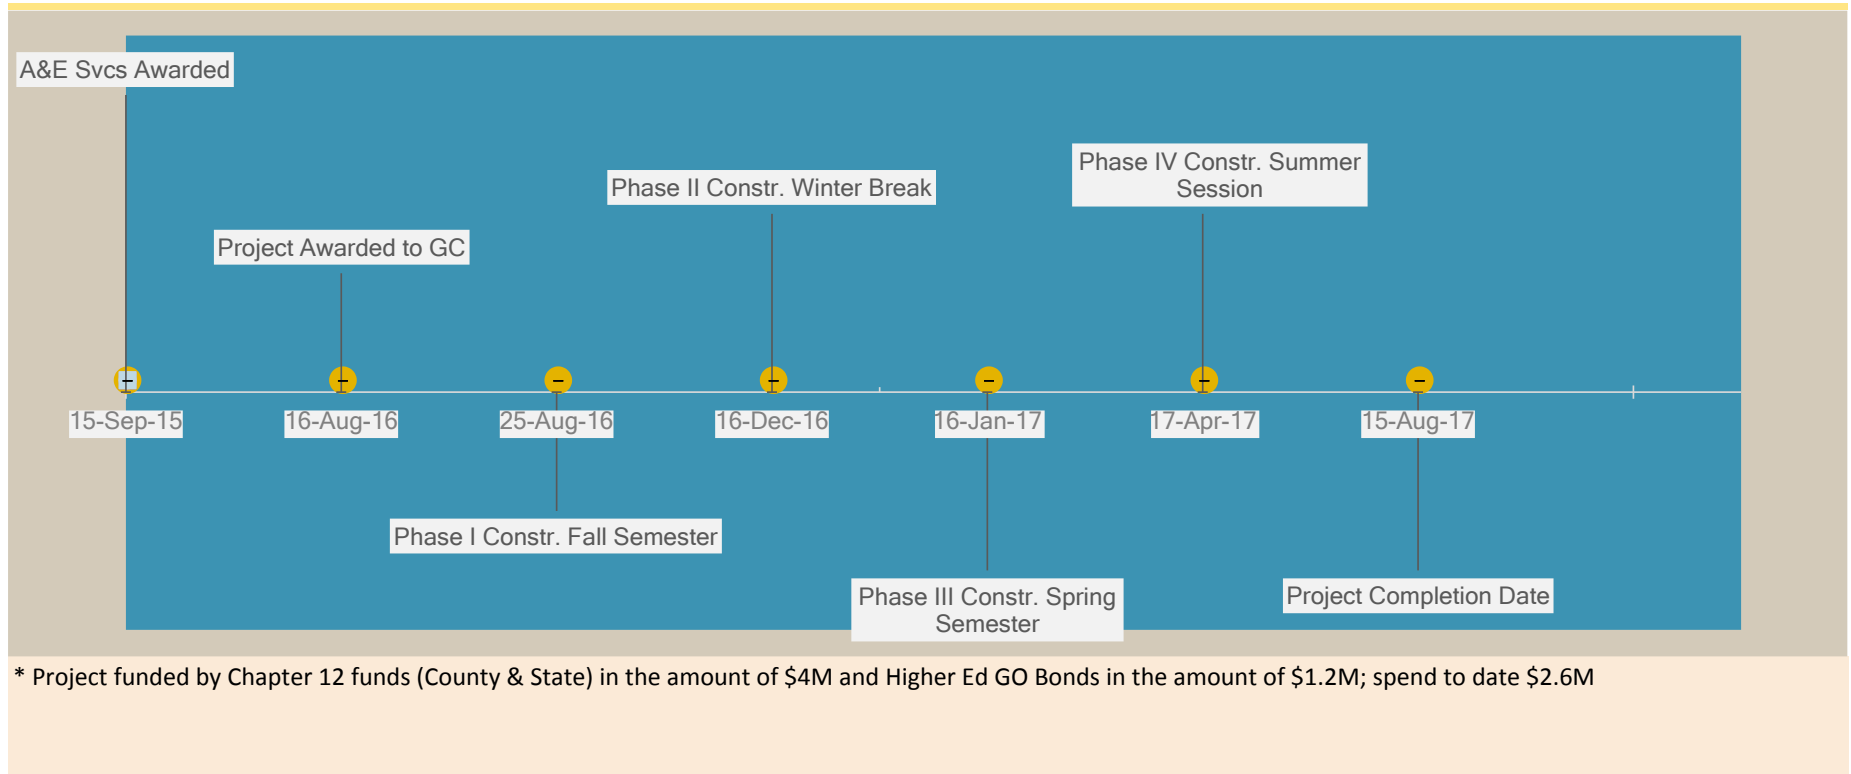 A&E Svcs Awarded
Phase IV Constr. Summer
Session
Phase II Constr. Winter Break
Project Awarded to GC
15-Sep-15
16-Aug-16
25-Aug-16
16-Dec-16
16-Jan-17
17-Apr-17
15-Aug-17
Phase I Constr. Fall Semester
Phase III Constr. Spring
Semester
Project Completion Date
* Project funded by Chapter 12 funds (County & State) in the amount of $4M and Higher Ed GO Bonds in the amount of $1.2M; spend to date $2.6M